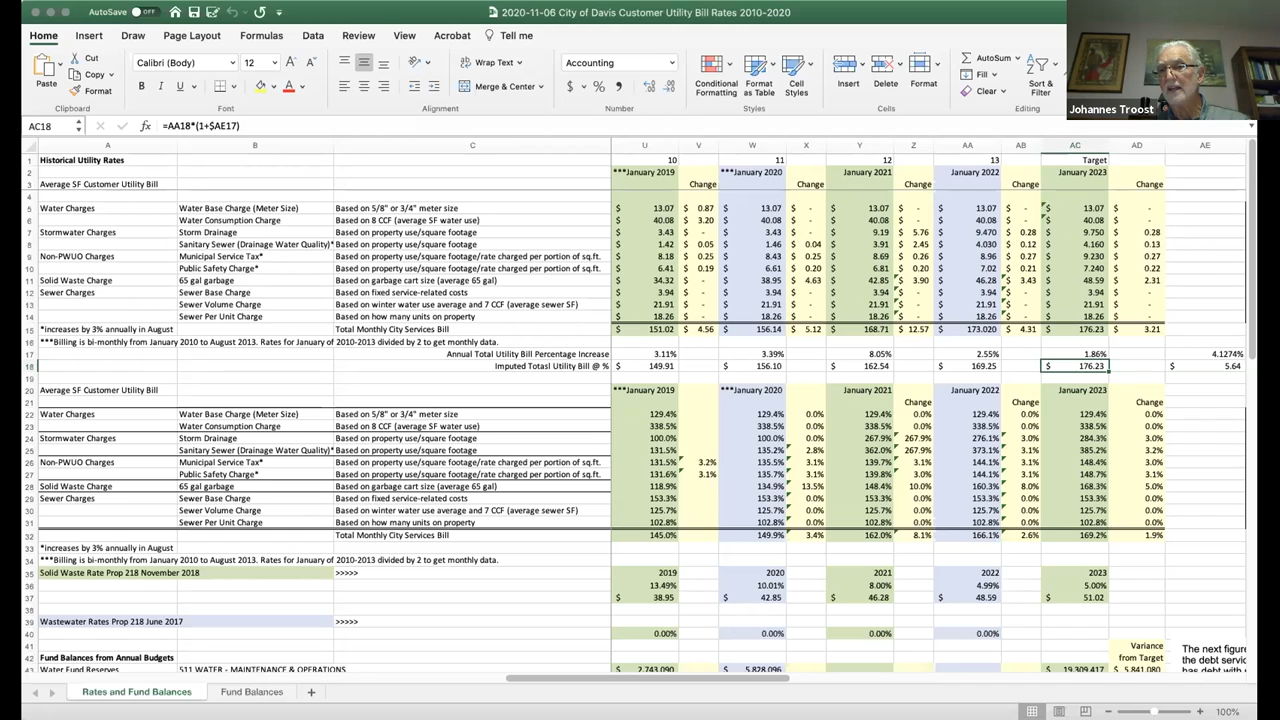 AutoSave OFF 2020-11-06 City of Davis Customer Utility Bill Rates 2010-2020
Home Insert Draw Page Layout Formulas Data Review View Acrobat Tell me
Paste Cut Copy Format Calibri (Body) 12 Wrap Text Merge & Center Accounting Conditional Formatting Format as Table Cell Styles Insert Delete Format AutoSum Fill Clear Sort & Filter
Clipboard Font Alignment Number Styles Cells Editing
Johannes Troost
AC18 fx =AA18*(1+$AE17)
A B C U V W X Y Z AA AB AC AD AE
1 Historical Utility Rates 10 11 12 13 Target
2 ***January 2019 ***January 2020 January 2021 January 2022 January 2023
3 Average SF Customer Utility Bill Change Change Change Change Change
4
5 Water Charges Water Base Charge (Meter Size) Based on 5/8" or 3/4" meter size $ 13.07 $ 0.87 $ 13.07 $ - $ 13.07 $ - $ 13.07 $ - $ 13.07 $ -
6 Water Consumption Charge Based on 8 CCF (average SF water use) $ 40.08 $ 3.20 $ 40.08 $ - $ 40.08 $ - $ 40.08 $ - $ 40.08 $ -
7 Stormwater Charges Storm Drainage Based on property use/square footage $ 3.43 $ - $ 3.43 $ - $ 9.19 $ 5.76 $ 9.470 $ 0.28 $ 9.750 $ 0.28
8 Sanitary Sewer (Drainage Water Quality)* Based on property use/square footage $ 1.42 $ 0.05 $ 1.46 $ 0.04 $ 3.91 $ 2.45 $ 4.030 $ 0.12 $ 4.160 $ 0.13
9 Non-PWUO Charges Municipal Service Tax* Based on property use/square footage/rate charged per portion of sq.ft. $ 8.18 $ 0.25 $ 8.43 $ 0.25 $ 8.69 $ 0.26 $ 8.96 $ 0.27 $ 9.230 $ 0.27
10 Public Safety Charge* Based on property use/square footage/rate charged per portion of sq.ft. $ 6.41 $ 0.19 $ 6.61 $ 0.20 $ 6.81 $ 0.20 $ 7.02 $ 0.21 $ 7.240 $ 0.22
11 Solid Waste Charge 65 gal garbage Based on garbage cart size (average 65 gal) $ 34.32 $ - $ 38.95 $ 4.63 $ 42.85 $ 3.90 $ 46.28 $ 3.43 $ 48.59 $ 2.31
12 Sewer Charges Sewer Base Charge Based on fixed service-related costs $ 3.94 $ - $ 3.94 $ - $ 3.94 $ - $ 3.94 $ - $ 3.94 $ -
13 Sewer Volume Charge Based on winter water use average and 7 CCF (average sewer SF) $ 21.91 $ - $ 21.91 $ - $ 21.91 $ - $ 21.91 $ - $ 21.91 $ -
14 Sewer Per Unit Charge Based on how many units on property $ 18.26 $ - $ 18.26 $ - $ 18.26 $ - $ 18.26 $ - $ 18.26 $ -
15 *Increases by 3% annually in August Total Monthly City Services Bill $ 151.02 $ 4.56 $ 156.14 $ 5.12 $ 168.71 $ 12.57 $ 173.020 $ 4.31 $ 176.23 $ 3.21
16 ***Billing is bi-monthly from January 2010 to August 2013. Rates for January of 2010-2013 divided by 2 to get monthly data.
17 Annual Total Utility Bill Percentage Increase 3.11% 3.39% 8.05% 2.55% 1.86% 4.1274%
18 Imputed Totasl Utility Bill @ % $ 149.91 $ 156.10 $ 162.54 $ 169.25 $ 176.23 $ 5.64
19
20 Average SF Customer Utility Bill ***January 2019 ***January 2020 January 2021 January 2022 January 2023
21 Change Change Change
22 Water Charges Water Base Charge (Meter Size) Based on 5/8" or 3/4" meter size 129.4% 129.4% 0.0% 129.4% 0.0% 129.4% 0.0% 129.4% 0.0%
23 Water Consumption Charge Based on 8 CCF (average SF water use) 338.5% 338.5% 0.0% 338.5% 0.0% 338.5% 0.0% 338.5% 0.0%
24 Stormwater Charges Storm Drainage Based on property use/square footage 100.0% 100.0% 0.0% 267.9% 267.9% 276.1% 3.0% 284.3% 3.0%
25 Sanitary Sewer (Drainage Water Quality)* Based on property use/square footage 131.5% 135.2% 2.8% 362.0% 267.9% 373.1% 3.1% 385.2% 3.2%
26 Non-PWUO Charges Municipal Service Tax* Based on property use/square footage/rate charged per portion of sq.ft. 131.5% 3.2% 135.5% 3.1% 139.7% 3.1% 144.1% 3.1% 148.4% 3.0%
27 Public Safety Charge* Based on property use/square footage/rate charged per portion of sq.ft. 131.6% 3.1% 135.7% 3.1% 139.8% 3.0% 144.1% 3.1% 148.7% 3.1%
28 Solid Waste Charge 65 gal garbage Based on garbage cart size (average 65 gal) 118.9% 134.9% 13.5% 148.4% 10.0% 160.3% 8.0% 168.3% 5.0%
29 Sewer Charges Sewer Base Charge Based on fixed service-related costs 153.3% 153.3% 0.0% 153.3% 0.0% 153.3% 0.0% 153.3% 0.0%
30 Sewer Volume Charge Based on winter water use average and 7 CCF (average sewer SF) 125.7% 125.7% 0.0% 125.7% 0.0% 125.7% 0.0% 125.7% 0.0%
31 Sewer Per Unit Charge Based on how many units on property 102.8% 102.8% 0.0% 102.8% 0.0% 102.8% 0.0% 102.8% 0.0%
32 Total Monthly City Services Bill 145.0% 149.9% 3.4% 162.0% 8.1% 166.1% 2.6% 169.2% 1.9%
33 *Increases by 3% annually in August
34 ***Billing is bi-monthly from January 2010 to August 2013. Rates for January of 2010-2013 divided by 2 to get monthly data.
35 Solid Waste Rate Prop 218 November 2018 >>>>> 2019 2020 2021 2022 2023
36 13.49% 10.01% 8.00% 4.99% 5.00%
37 $ 38.95 $ 42.85 $ 46.28 $ 48.59 $ 51.02
38
39 Wastewater Rates Prop 218 June 2017 >>>>>
40 0.00% 0.00% 0.00% 0.00%
41 Variance
42 Fund Balances from Annual Budgets from Target
43 Water Fund Reserves 511 WATER - MAINTENANCE & OPERATIONS $ 2,743,090 $ 5,828,096 $ 19,309,417 $ 5,841,080
The next figure
the debt servic
has debt with
Rates and Fund Balances Fund Balances +
100%